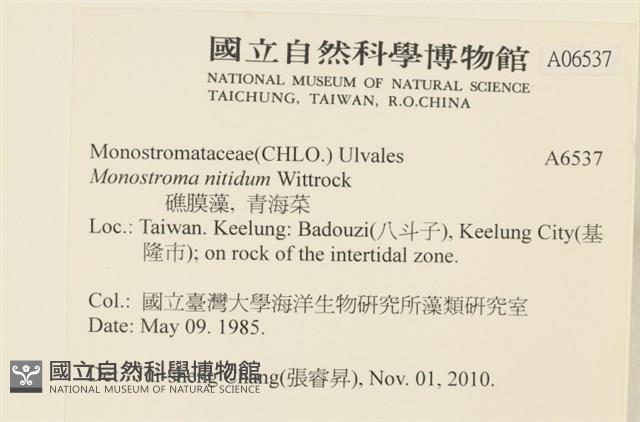 國立自然科學博物館 A06537
NATIONAL MUSEUM OF NATURAL SCIENCE
TAICHUNG, TAIWAN, R.O.CHINA
Monostromataceae(CHLO.) Ulvales A6537
Monostroma nitidum Wittrock
礁膜藻, 青海菜
Loc.: Taiwan. Keelung: Badouzi(八斗子), Keelung City(基
隆市); on rock of the intertidal zone.
Col.: 國立臺灣大學海洋生物研究所藻類研究室
Date: May 09. 1985.
Chang(張睿昇), Nov. 01, 2010.
國立自然科學博物館
NATIONAL MUSEUM OF NATURAL SCIENCE